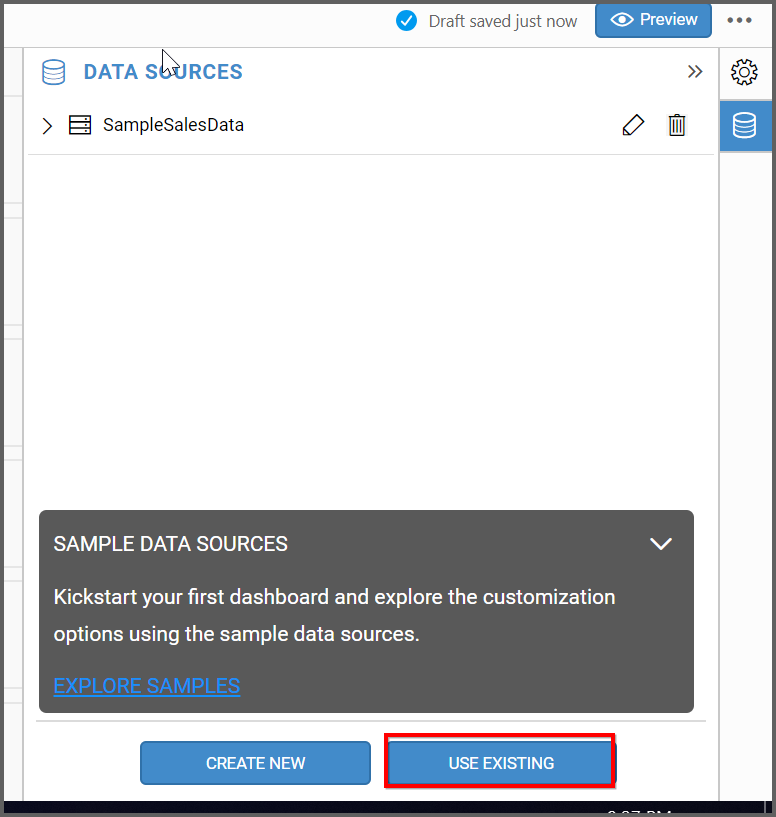 Draft saved just now
Preview
DATA SOURCES
SampleSalesData
SAMPLE DATA SOURCES
Kickstart your first dashboard and explore the customization
options using the sample data sources.
EXPLORE SAMPLES
CREATE NEW
USE EXISTING